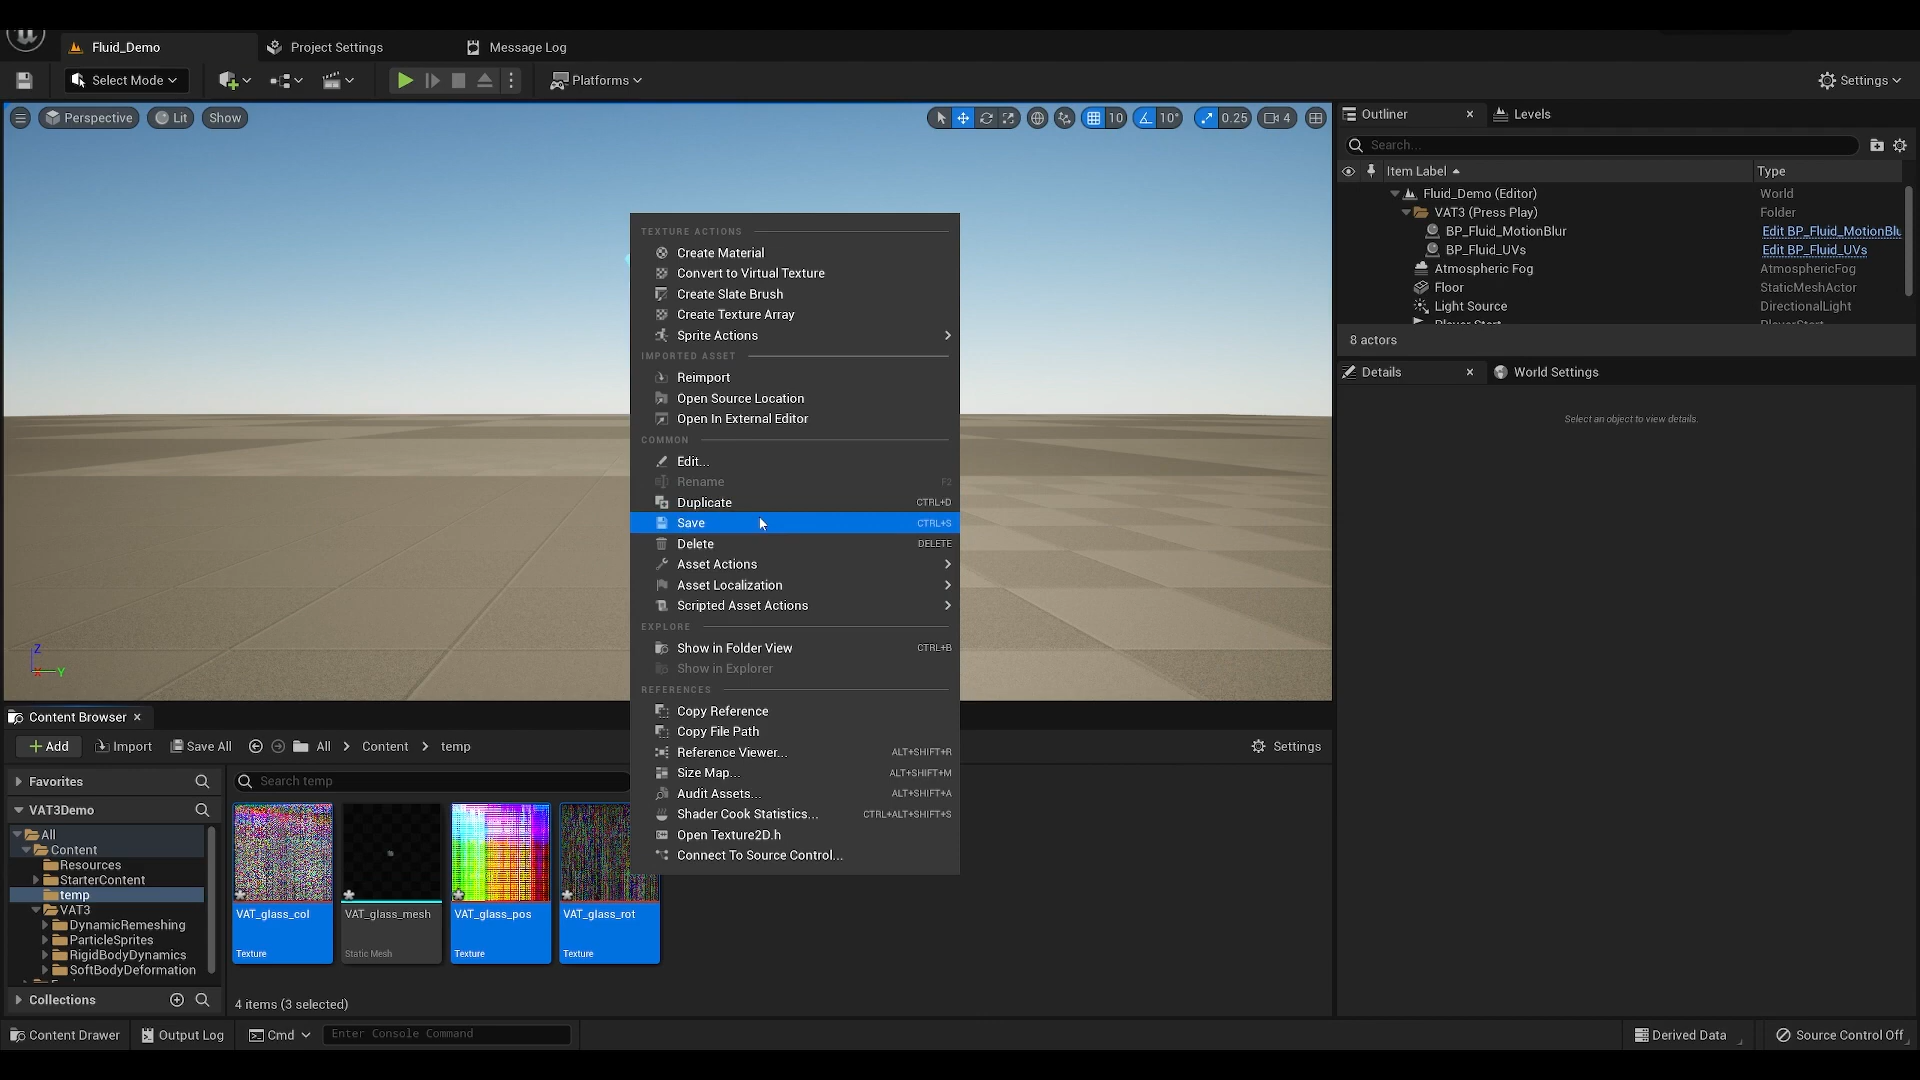 Fluid_Demo
Project Settings
Message Log
Select Mode
Platforms
Settings
Perspective
Lit
Show
10
10°
0.25
4
Outliner
Levels
Search...
Item Label
Type
Fluid_Demo (Editor)
World
VAT3 (Press Play)
Folder
BP_Fluid_MotionBlur
Edit BP_Fluid_MotionBlu
BP_Fluid_UVs
Edit BP_Fluid_UVs
Atmospheric Fog
AtmosphericFog
Floor
StaticMeshActor
Light Source
DirectionalLight
Player Start
PlayerStart
8 actors
Details
World Settings
Select an object to view details.
TEXTURE ACTIONS
Create Material
Convert to Virtual Texture
Create Slate Brush
Create Texture Array
Sprite Actions
IMPORTED ASSET
Reimport
Open Source Location
Open In External Editor
COMMON
Edit...
Rename
F2
Duplicate
CTRL+D
Save
CTRL+S
Delete
DELETE
Asset Actions
Asset Localization
Scripted Asset Actions
EXPLORE
Show in Folder View
CTRL+B
Show in Explorer
REFERENCES
Copy Reference
Copy File Path
Reference Viewer...
ALT+SHIFT+R
Size Map...
ALT+SHIFT+M
Audit Assets...
ALT+SHIFT+A
Shader Cook Statistics...
CTRL+ALT+SHIFT+S
Open Texture2D.h
Connect To Source Control...
Z
X
Y
Content Browser
Add
Import
Save All
All
Content
temp
Settings
Favorites
Search temp
VAT3Demo
All
Content
Resources
StarterContent
temp
VAT3
DynamicRemeshing
ParticleSprites
RigidBodyDynamics
SoftBodyDeformation
VAT_glass_col
Texture
VAT_glass_mesh
Static Mesh
VAT_glass_pos
Texture
VAT_glass_rot
Texture
Collections
4 items (3 selected)
Content Drawer
Output Log
Cmd
Enter Console Command
Derived Data
Source Control Off